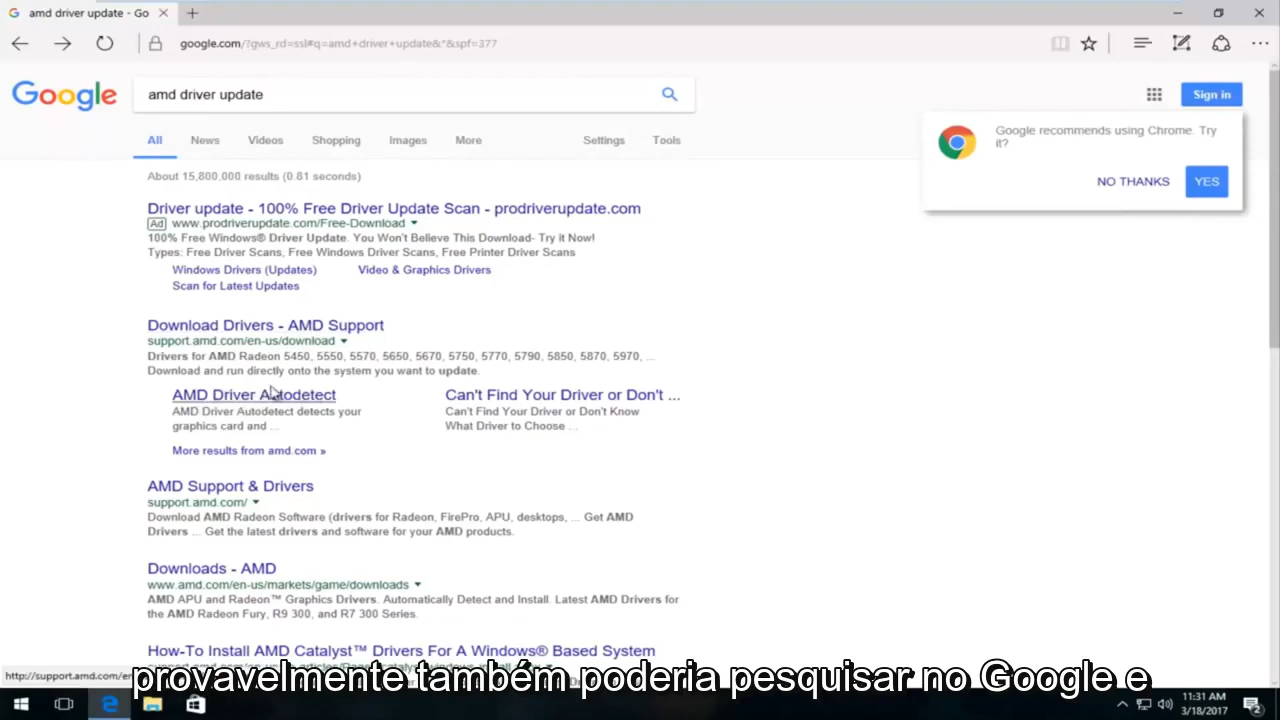 amd driver update - Go
google.com/?gws_rd=ssl#q=amd+driver+update&*&spf=377
Google
amd driver update
Sign in
Google recommends using Chrome. Try
it?
NO THANKS
YES
All
News
Videos
Shopping
Images
More
Settings
Tools
About 15,800,000 results (0.81 seconds)
Driver update - 100% Free Driver Update Scan - prodriverupdate.com
Ad www.prodriverupdate.com/Free-Download
100% Free Windows® Driver Update. You Won't Believe This Download- Try it Now!
Types: Free Driver Scans, Free Windows Driver Scans, Free Printer Driver Scans
Windows Drivers (Updates)
Video & Graphics Drivers
Scan for Latest Updates
Download Drivers - AMD Support
support.amd.com/en-us/download
Drivers for AMD Radeon 5450, 5550, 5570, 5650, 5670, 5750, 5770, 5790, 5850, 5870, 5970, ...
Download and run directly onto the system you want to update.
AMD Driver Autodetect
AMD Driver Autodetect detects your
graphics card and ...
Can't Find Your Driver or Don't ...
Can't Find Your Driver or Don't Know
What Driver to Choose ...
More results from amd.com »
AMD Support & Drivers
support.amd.com/
Download AMD Radeon Software (drivers for Radeon, FirePro, APU, desktops, ... Get AMD
Drivers ... Get the latest drivers and software for your AMD products.
Downloads - AMD
www.amd.com/en-us/markets/game/downloads
AMD APU and Radeon™ Graphics Drivers. Automatically Detect and Install. Latest AMD Drivers for
the AMD Radeon Fury, R9 300, and R7 300 Series.
How-To Install AMD Catalyst™ Drivers For A Windows® Based System
http://support.amd.com/en
provavelmente também poderia pesquisar no Google e
11:31 AM
3/18/2017
2